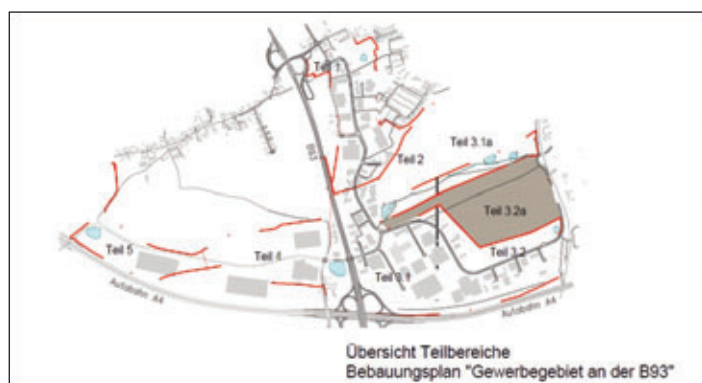 Teil 1
B93
Teil 2
Teil 3.1a
Teil 3.2a
Teil 3.2
Teil 3.1
Teil 4
Teil 5
Autobahn A4
Autobahn A4
Übersicht Teilbereiche
Bebauungsplan "Gewerbegebiet an der B93"